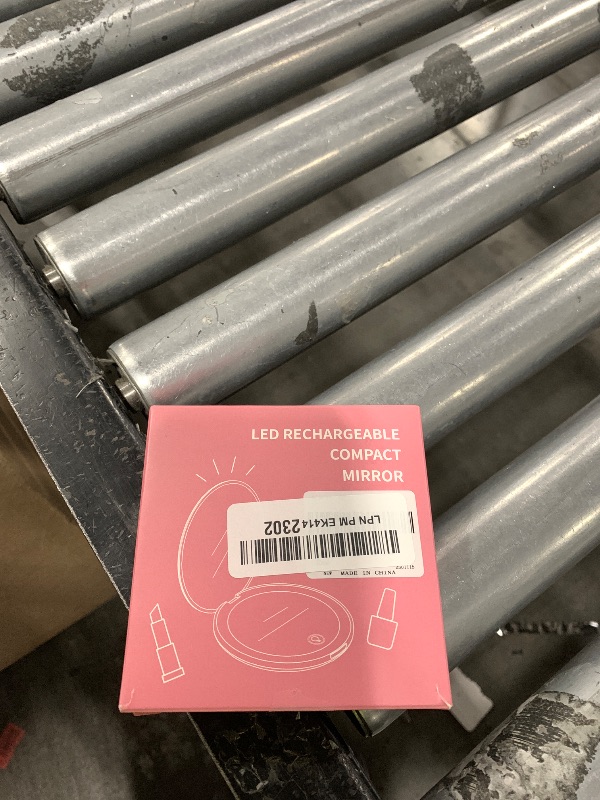 LED RECHARGEABLE
COMPACT
MIRROR
LPN PM EK4142302
MADE IN CHINA